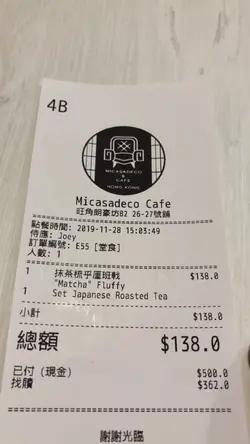 4B
MICASADECO
&
CAFE
HONG KONG
Micasadeco Cafe
旺角朗豪坊B2 26-27號舖
點餐時間: 2019-11-28 15:03:49
侍應: Joey
訂單編號: E55 [堂食]
人數: 1
1 抹茶梳乎厘班戟 $138.0
"Matcha" Fluffy
1 Set Japanese Roasted Tea
小計 $138.0
總額 $138.0
已付 (現金) $500.0
找贖 $362.0
謝謝光臨